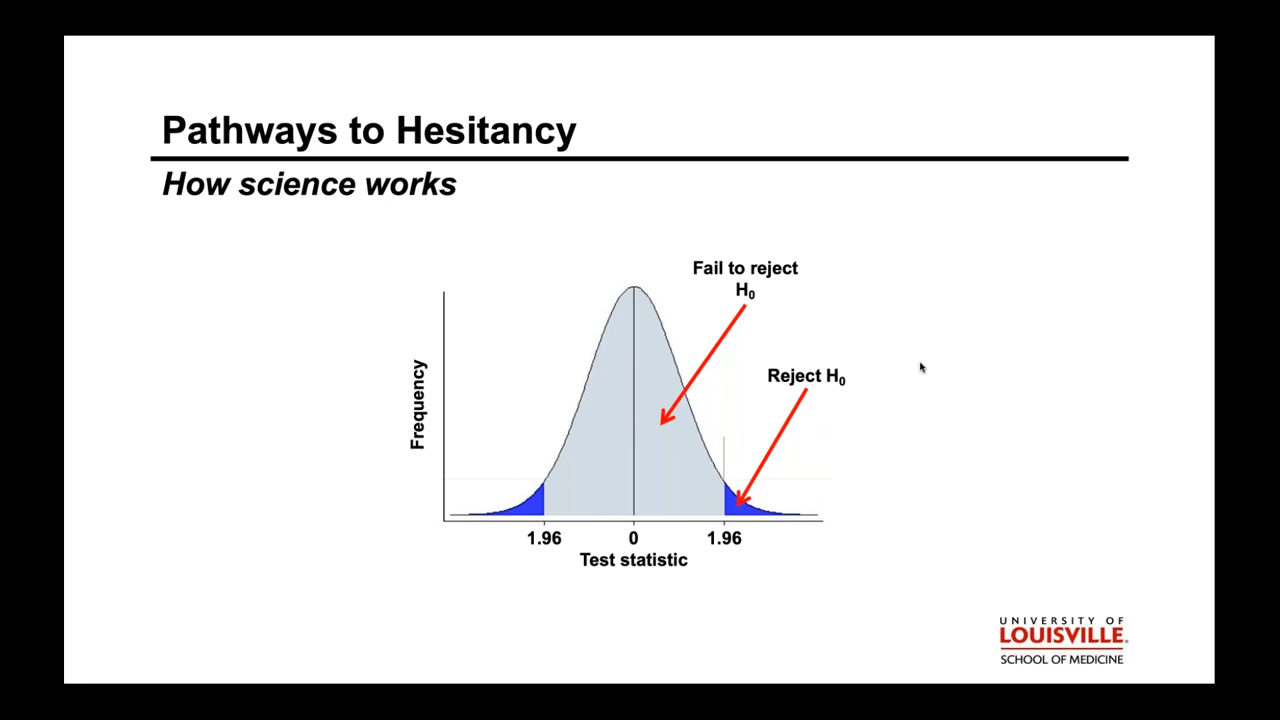 Pathways to Hesitancy
How science works
Fail to reject
H₀
Reject H₀
Frequency
1.96 0 1.96
Test statistic
UNIVERSITY OF
LOUISVILLE.
SCHOOL OF MEDICINE